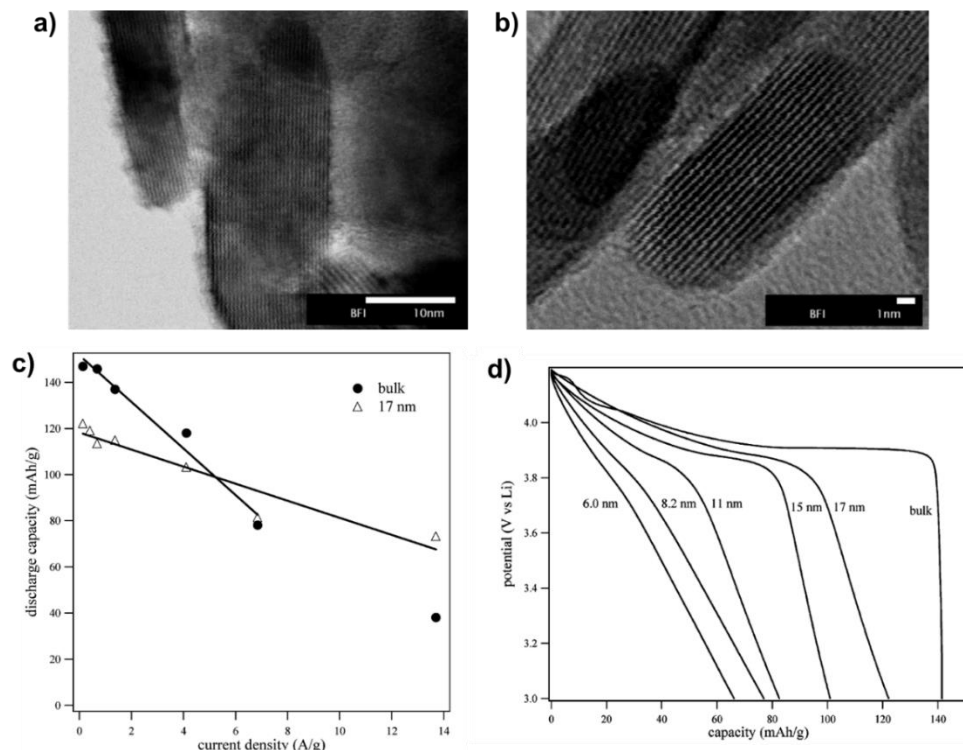 a)
BFI 10nm
b)
BFI 1nm
c)
discharge capacity (mAh/g)
140
120
100
80
60
40
20
0
0 2 4 6 8 10 12 14
current density (A/g)
bulk
17 nm
d)
potential (V vs Li)
4.0
3.8
3.6
3.4
3.2
3.0
6.0 nm
8.2 nm
11 nm
15 nm
17 nm
bulk
0 20 40 60 80 100 120 140
capacity (mAh/g)